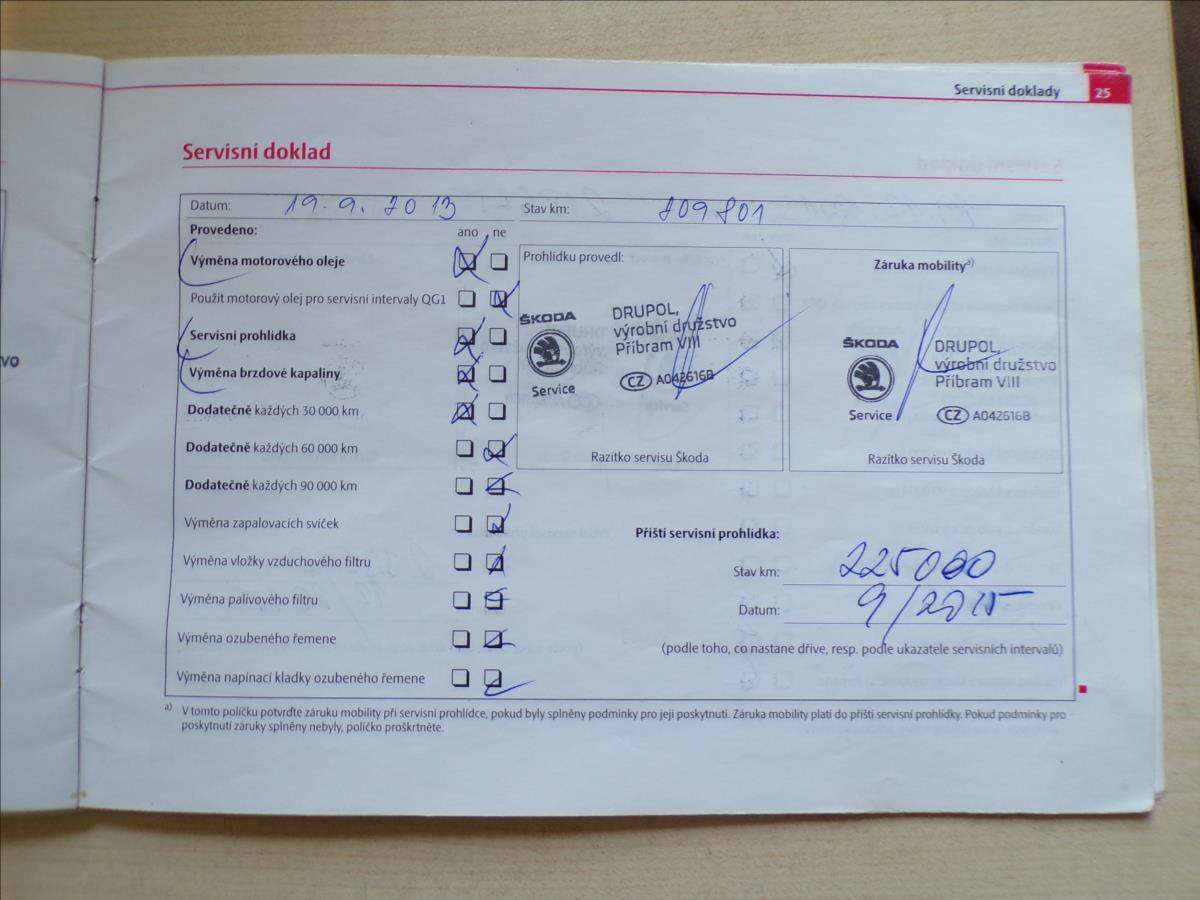 Servisní doklady 25
Servisní doklad
Datum: 19.9.2013 Stav km: 209801
Provedeno: ano ne
Výměna motorového oleje
Použit motorový olej pro servisní intervaly QG1
Servisní prohlídka
Výměna brzdové kapaliny
Dodatečně každých 30 000 km
Dodatečně každých 60 000 km
Dodatečně každých 90 000 km
Výměna zapalovacích svíček
Výměna vložky vzduchového filtru
Výměna palivového filtru
Výměna ozubeného řemene
Výměna napínací kladky ozubeného řemene
Prohlídku provedl:
ŠKODA
Service
DRUPOL,
výrobní družstvo
Příbram VIII
CZ A042616B
Razítko servisu Škoda
Záruka mobility a)
ŠKODA
Service
DRUPOL,
výrobní družstvo
Příbram VIII
CZ A042616B
Razítko servisu Škoda
Příští servisní prohlídka:
Stav km: 225000
Datum: 9/2015
(podle toho, co nastane dříve, resp. podle ukazatele servisních intervalů)
a) V tomto políčku potvrďte záruku mobility při servisní prohlídce, pokud byly splněny podmínky pro její poskytnutí. Záruka mobility platí do příští servisní prohlídky. Pokud podmínky pro
poskytnutí záruky splněny nebyly, políčko proškrtněte.